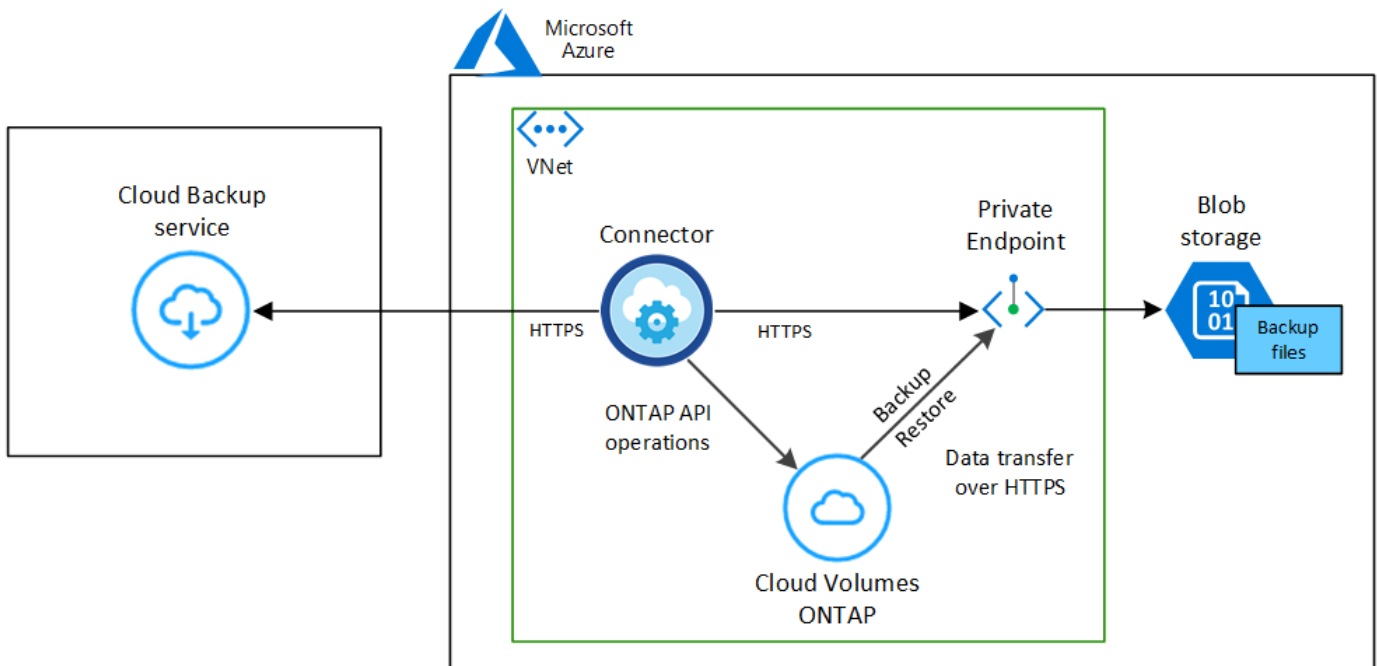 Microsoft
Azure
VNet
Cloud Backup
service
Connector
Private
Endpoint
Blob
storage
HTTPS
HTTPS
10
01
Backup
files
ONTAP API
operations
Backup
Restore
Data transfer
over HTTPS
Cloud Volumes
ONTAP